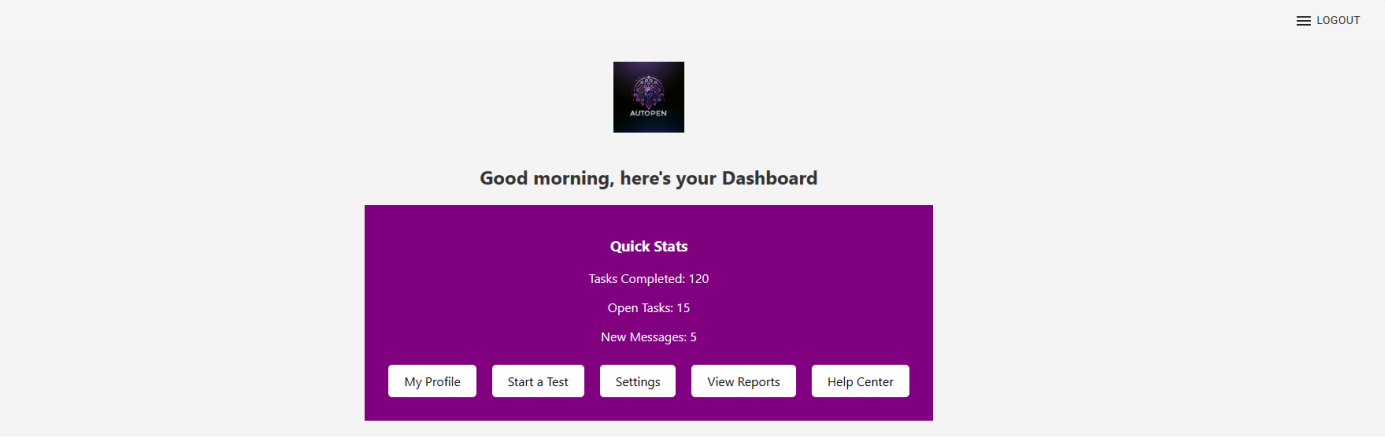 LOGOUT
AUTOPEN
Good morning, here's your Dashboard
Quick Stats
Tasks Completed: 120
Open Tasks: 15
New Messages: 5
My Profile Start a Test Settings View Reports Help Center